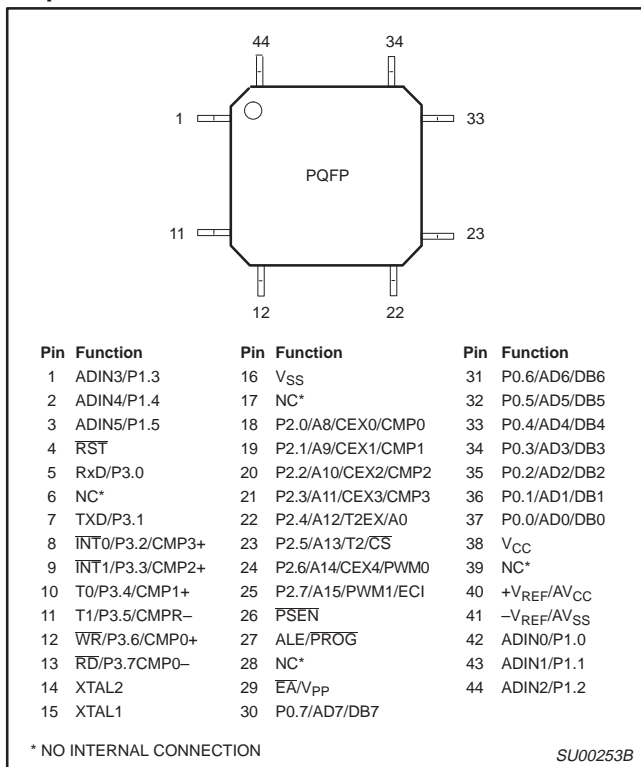 44 34
1 33
PQFP
11 23
12 22
Pin Function Pin Function Pin Function
1 ADIN3/P1.3 16 VSS 31 P0.6/AD6/DB6
2 ADIN4/P1.4 17 NC* 32 P0.5/AD5/DB5
3 ADIN5/P1.5 18 P2.0/A8/CEX0/CMP0 33 P0.4/AD4/DB4
4 R̅S̅T̅ 19 P2.1/A9/CEX1/CMP1 34 P0.3/AD3/DB3
5 RxD/P3.0 20 P2.2/A10/CEX2/CMP2 35 P0.2/AD2/DB2
6 NC* 21 P2.3/A11/CEX3/CMP3 36 P0.1/AD1/DB1
7 TXD/P3.1 22 P2.4/A12/T2EX/A0 37 P0.0/AD0/DB0
8 I̅N̅T̅0/P3.2/CMP3+ 23 P2.5/A13/T2/C̅S̅ 38 VCC
9 I̅N̅T̅1/P3.3/CMP2+ 24 P2.6/A14/CEX4/PWM0 39 NC*
10 T0/P3.4/CMP1+ 25 P2.7/A15/PWM1/ECI 40 +VREF/AVCC
11 T1/P3.5/CMPR– 26 P̅S̅E̅N̅ 41 –VREF/AVSS
12 W̅R̅/P3.6/CMP0+ 27 ALE/P̅R̅O̅G̅ 42 ADIN0/P1.0
13 R̅D̅/P3.7CMP0– 28 NC* 43 ADIN1/P1.1
14 XTAL2 29 E̅A̅/VPP 44 ADIN2/P1.2
15 XTAL1 30 P0.7/AD7/DB7
* NO INTERNAL CONNECTION SU00253B